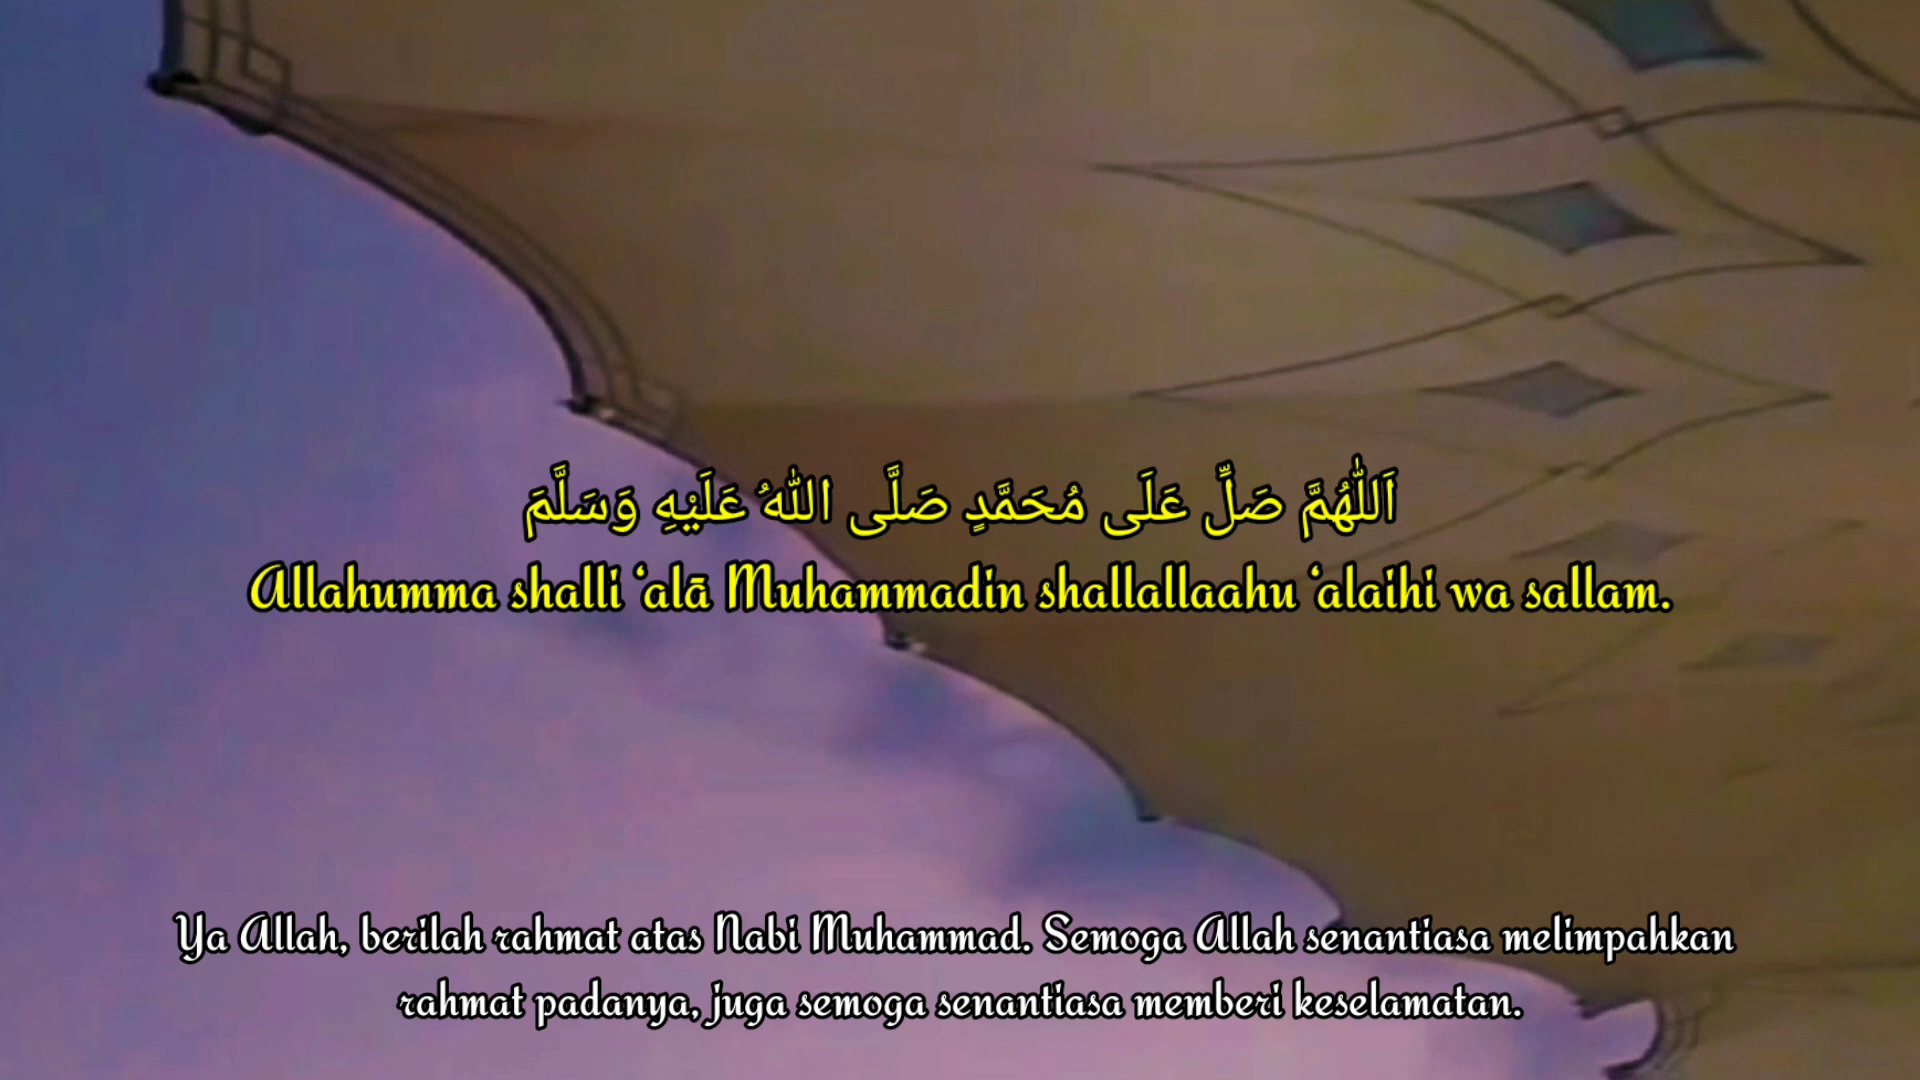 اَللّٰهُمَّ صَلِّ عَلَى مُحَمَّدٍ صَلَّى اللهُ عَلَيْهِ وَسَلَّمَ
Allahumma shalli ‘alā Muhammadin shallallaahu ‘alaihi wa sallam.
Ya Allah, berilah rahmat atas Nabi Muhammad. Semoga Allah senantiasa melimpahkan
rahmat padanya, juga semoga senantiasa memberi keselamatan.